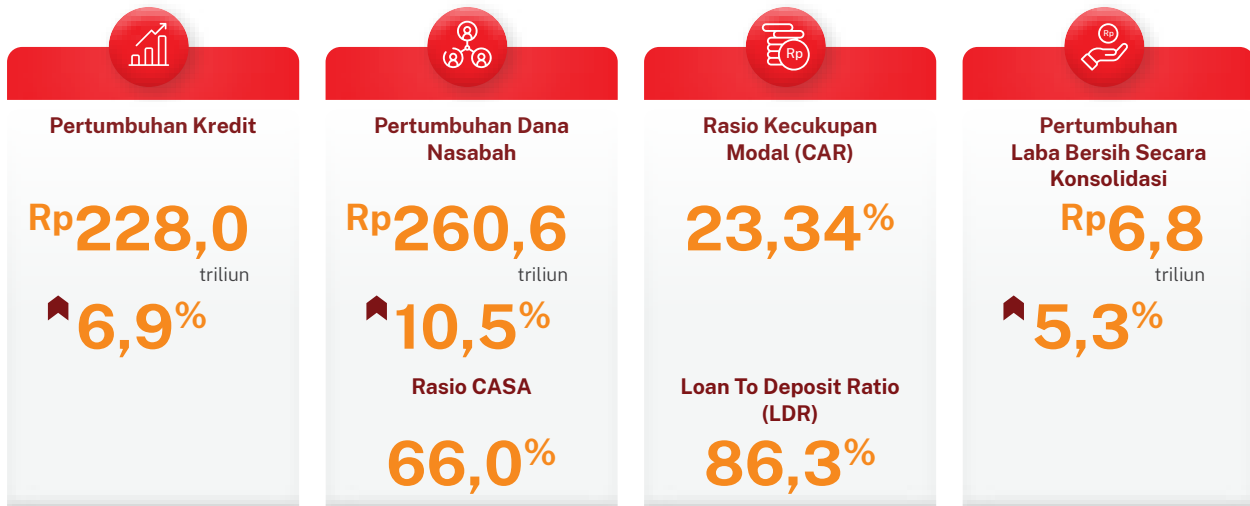 Pertumbuhan Kredit
Rp228,0
triliun
6,9%
Pertumbuhan Dana
Nasabah
Rp260,6
triliun
10,5%
Rasio CASA
66,0%
Rp
Rasio Kecukupan
Modal (CAR)
23,34%
Loan To Deposit Ratio
(LDR)
86,3%
Rp
Pertumbuhan
Laba Bersih Secara
Konsolidasi
Rp6,8
triliun
5,3%